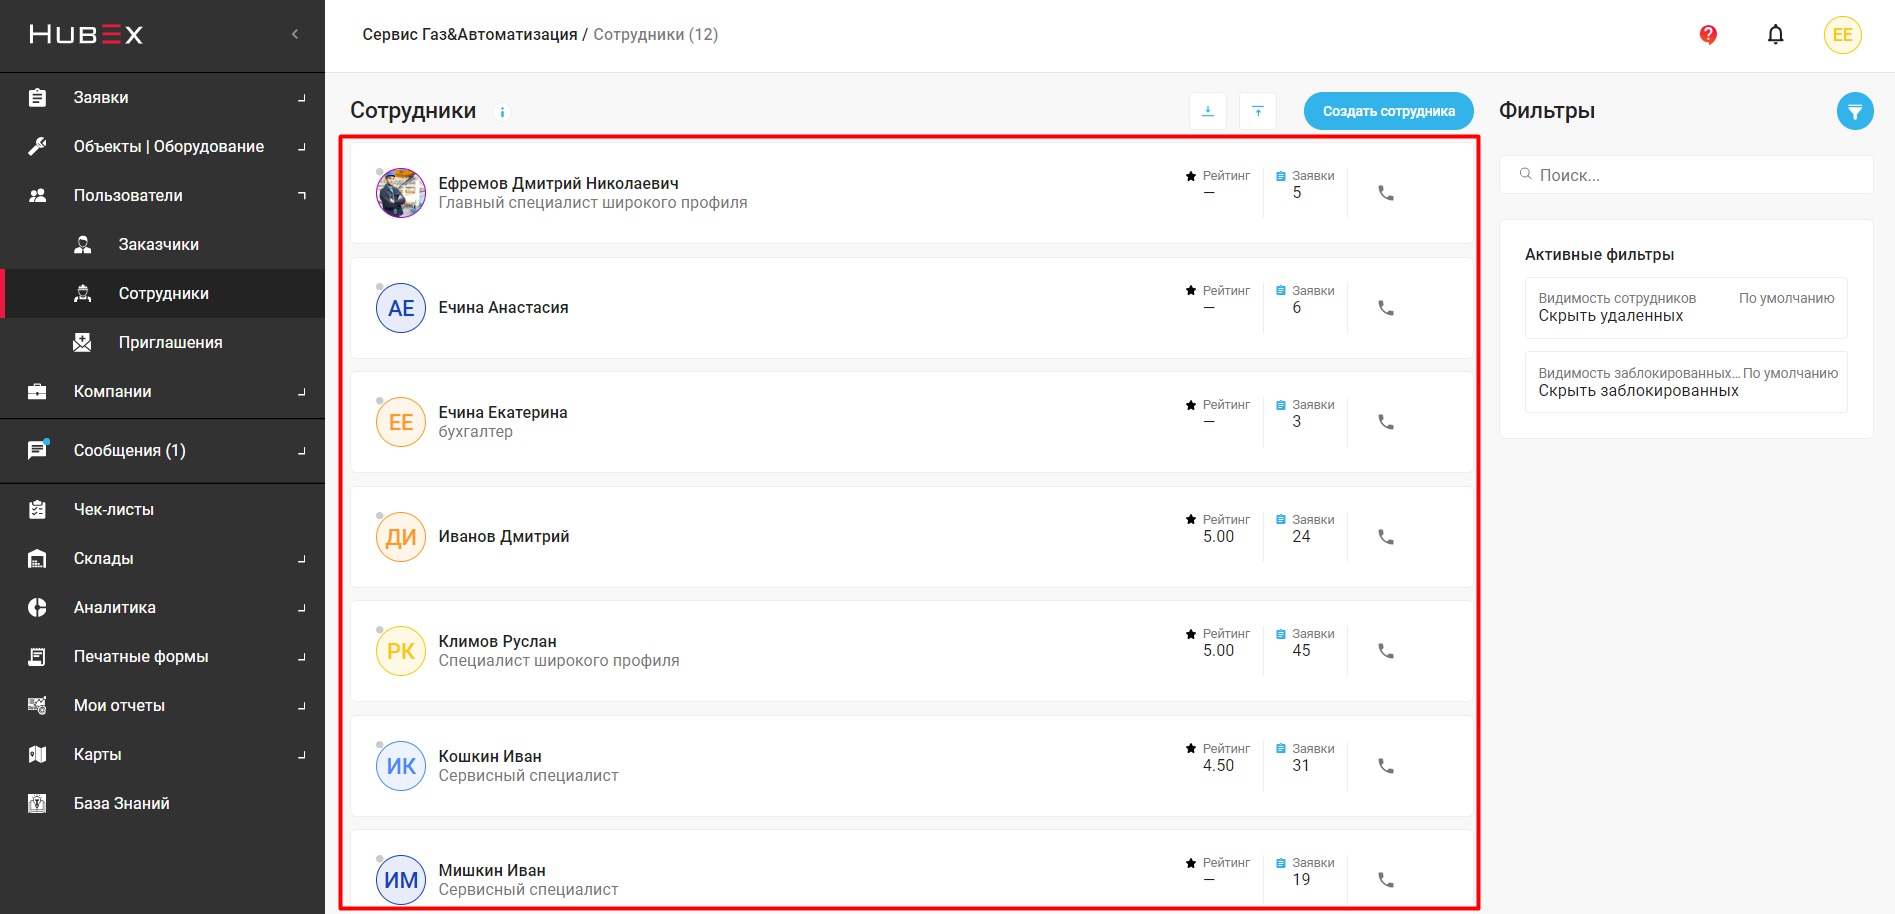 HUBEX
Заявки
Объекты | Оборудование
Пользователи
Заказчики
Сотрудники
Приглашения
Компании
Сообщения (1)
Чек-листы
Склады
Аналитика
Печатные формы
Мои отчеты
Карты
База Знаний
Сервис Газ&Автоматизация / Сотрудники (12)
EE
Сотрудники
Создать сотрудника
Ефремов Дмитрий Николаевич
Главный специалист широкого профиля
Рейтинг
—
Заявки
5
АЕ
Ечина Анастасия
Рейтинг
—
Заявки
6
ЕЕ
Ечина Екатерина
бухгалтер
Рейтинг
—
Заявки
3
ДИ
Иванов Дмитрий
Рейтинг
5.00
Заявки
24
РК
Климов Руслан
Специалист широкого профиля
Рейтинг
5.00
Заявки
45
ИК
Кошкин Иван
Сервисный специалист
Рейтинг
4.50
Заявки
31
ИМ
Мишкин Иван
Сервисный специалист
Рейтинг
—
Заявки
19
Фильтры
Поиск...
Активные фильтры
Видимость сотрудников По умолчанию
Скрыть удаленных
Видимость заблокированных... По умолчанию
Скрыть заблокированных